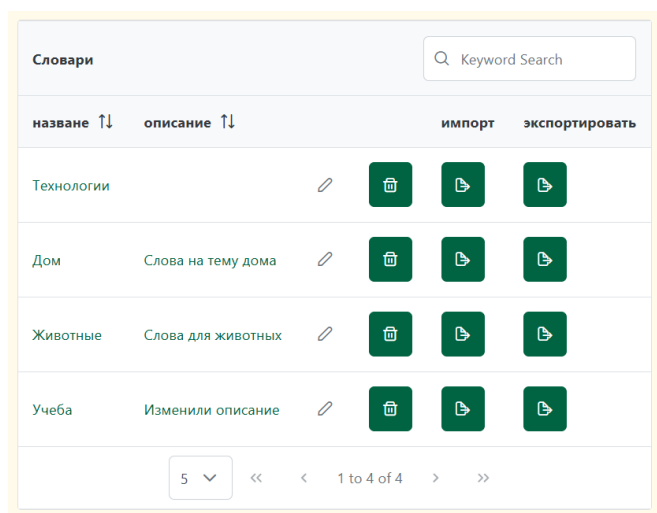 Словари
Keyword Search
назване описание импорт экспортировать
Технологии
Дом Слова на тему дома
Животные Слова для животных
Учеба Изменили описание
5 1 to 4 of 4